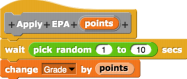 + Apply + EPA + points +
wait pick random 1 to 10 secs
change Grade by points